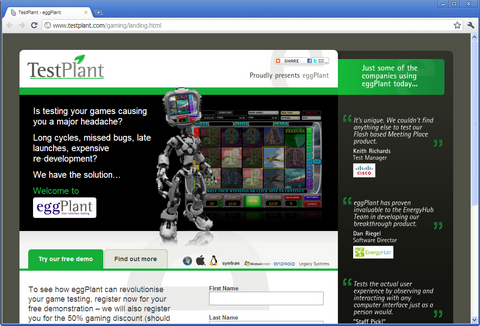 TestPlant - eggPlant
www.testplant.com/gaming/landing.html
TestPlant
SHARE
Proudly presents eggPlant
Is testing your games causing
you a major headache?
Long cycles, missed bugs, late
launches, expensive
re-development?
We have the solution...
Welcome to
eggPlant
Try our free demo
Find out more
symbian
Legacy Systems
To see how eggPlant can revolutionise
your game testing, register now for your
free demonstration – we will also register
you for the 50% gaming discount (should
First Name
Last Name
Just some of the
companies using
eggPlant today...
It's unique. We couldn't find
anything else to test our
Flash based Meeting Place
product.
Keith Richards
Test Manager
CISCO
eggPlant has proven
invaluable to the EnergyHub
Team in developing our
breakthrough product.
Dan Riegel
Software Director
EnergyHub
Tests the actual user
experience by observing and
interacting with any
computer interface just as a
person would.
"Staff Pick!"